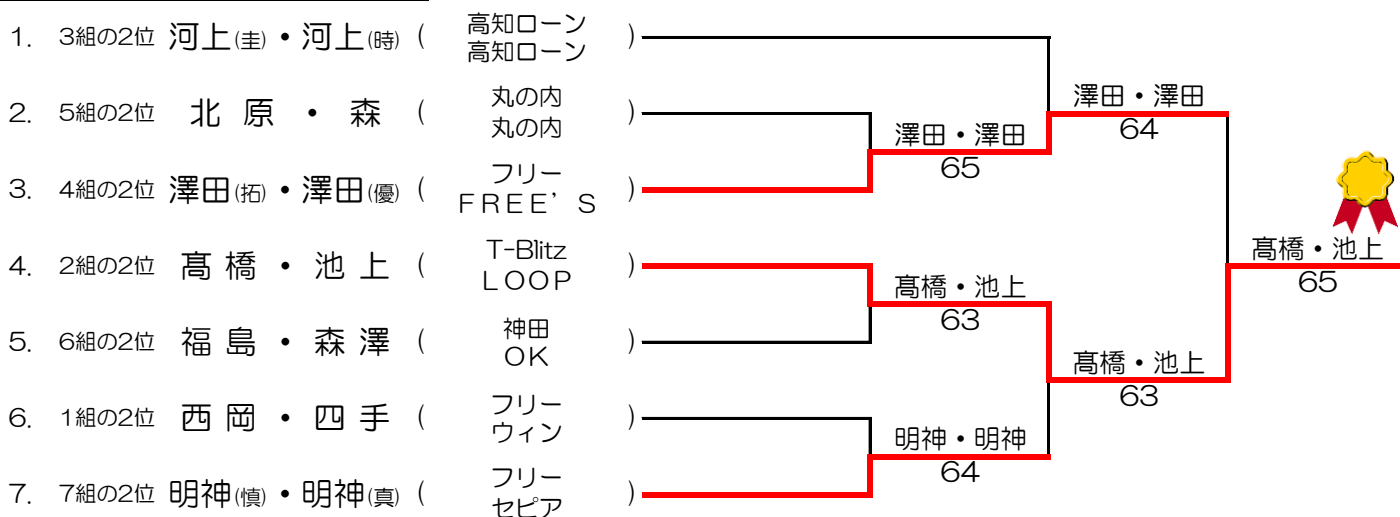 1. 3組の2位 河上(圭)・河上(時) ( 高知ローン 高知ローン )
2. 5組の2位 北原・森 ( 丸の内 丸の内 )
3. 4組の2位 澤田(拓)・澤田(優) ( フリー FREE'S )
4. 2組の2位 髙橋・池上 ( T-Blitz LOOP )
5. 6組の2位 福島・森澤 ( 神田 OK )
6. 1組の2位 西岡・四手 ( フリー ウィン )
7. 7組の2位 明神(慎)・明神(真) ( フリー セピア )
澤田・澤田
65
髙橋・池上
63
明神・明神
64
澤田・澤田
64
髙橋・池上
63
髙橋・池上
65